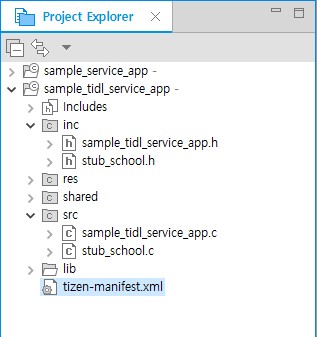 Project Explorer
sample_service_app -
sample_tidl_service_app -
Includes
inc
sample_tidl_service_app.h
stub_school.h
res
shared
src
sample_tidl_service_app.c
stub_school.c
lib
tizen-manifest.xml